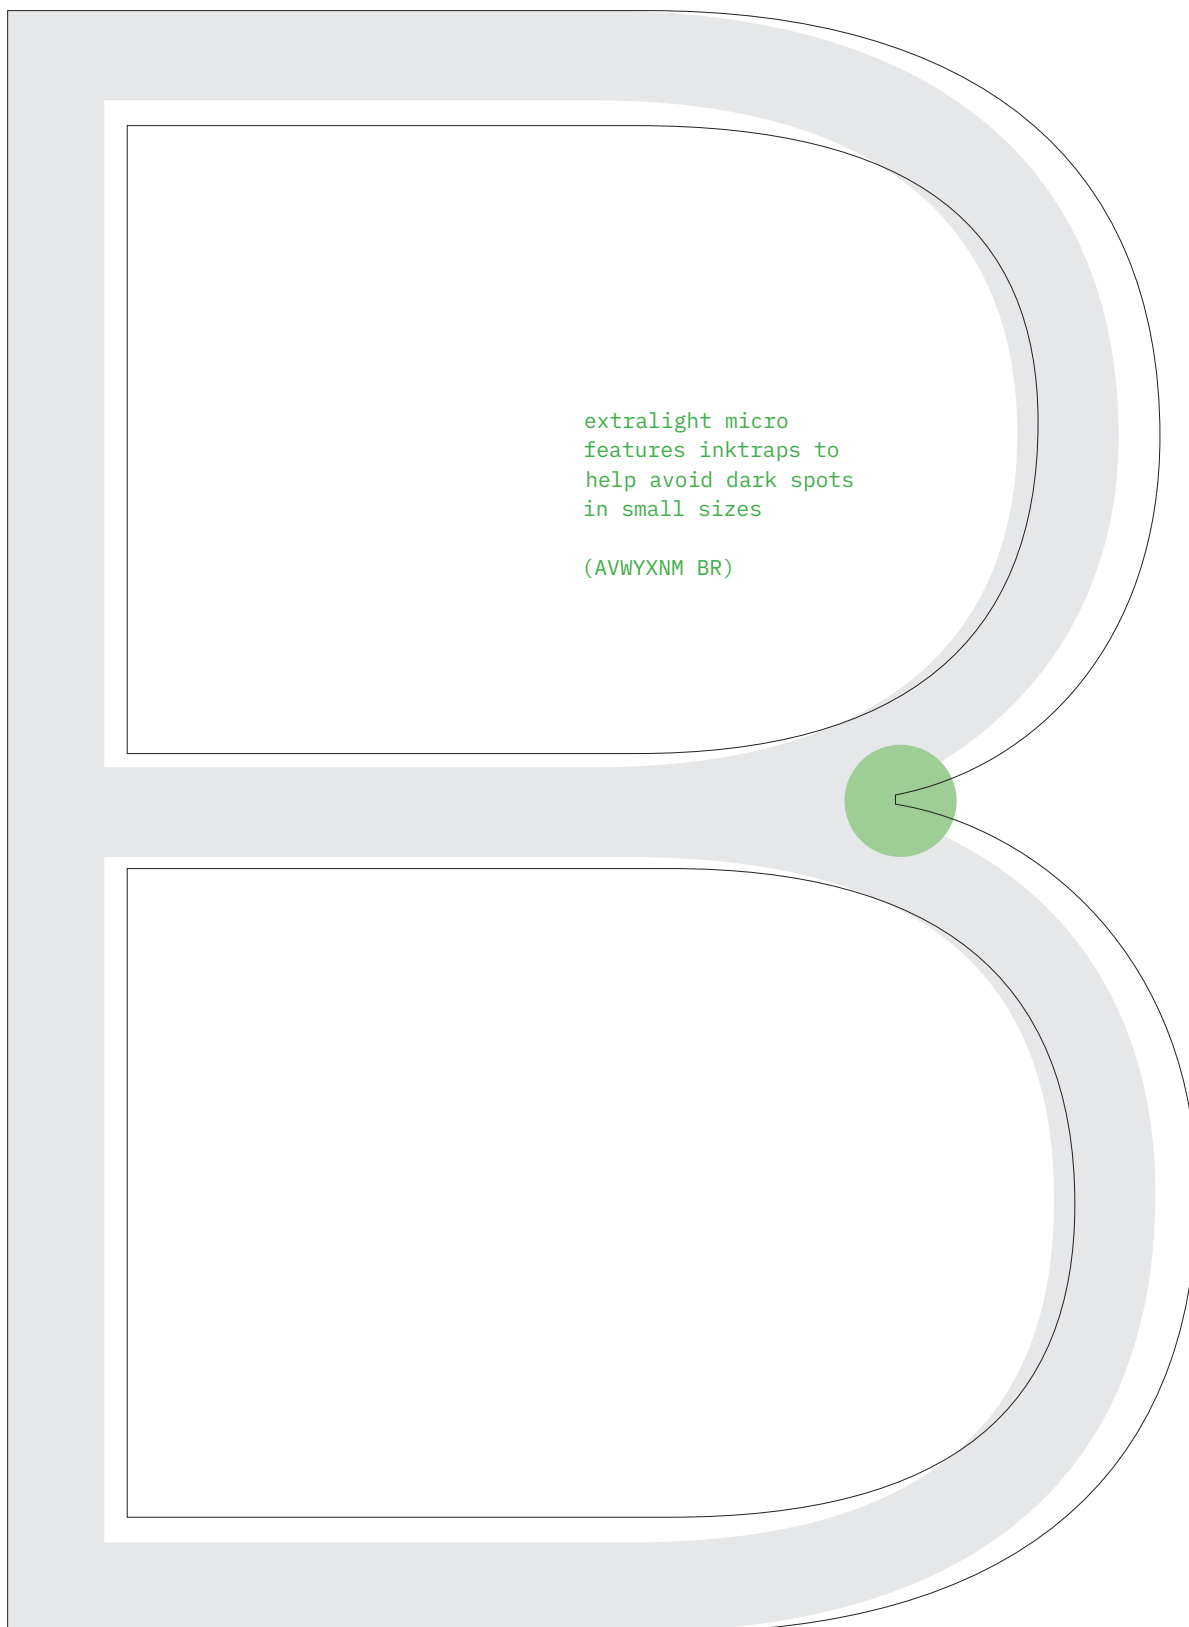 extralight micro
features inktraps to
help avoid dark spots
in small sizes
(AVWYXNM BR)